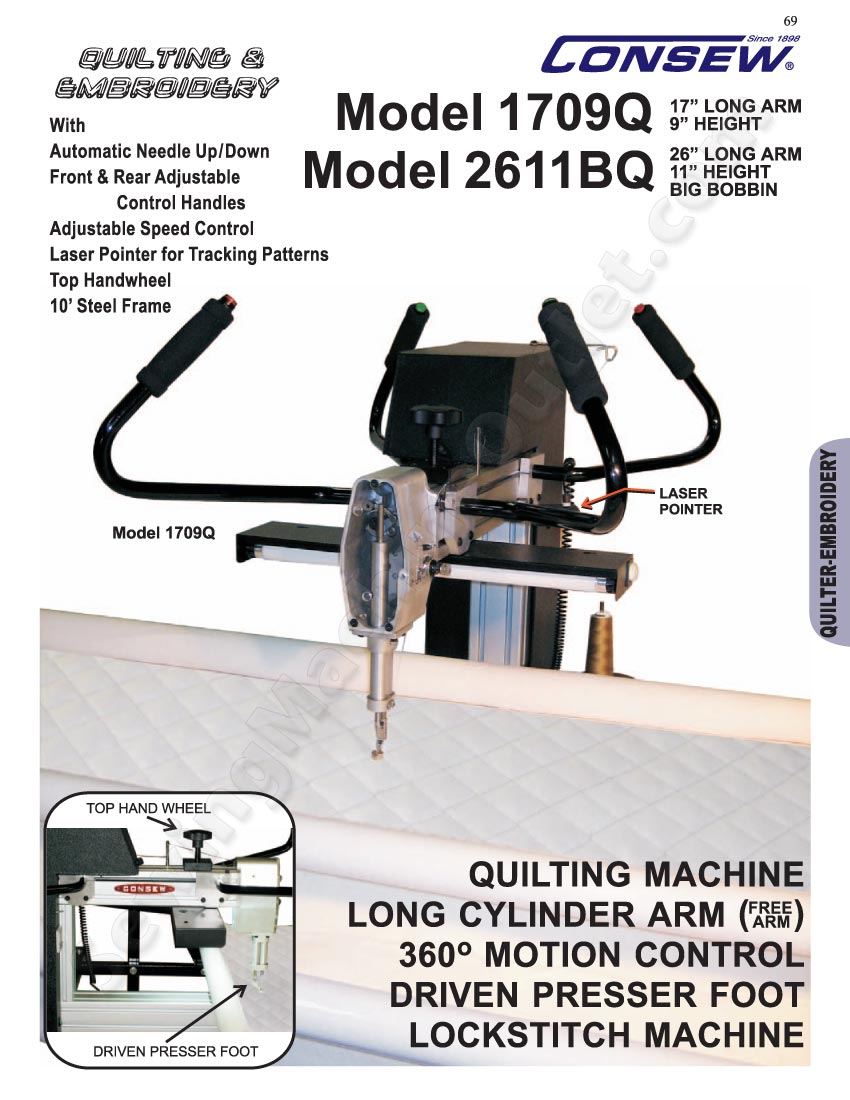 69
QUILTING &
EMBROIDERY
Since 1898
CONSEW®
With
Automatic Needle Up/Down
Front & Rear Adjustable
Control Handles
Adjustable Speed Control
Laser Pointer for Tracking Patterns
Top Handwheel
10’ Steel Frame
Model 1709Q
17” LONG ARM
9” HEIGHT
Model 2611BQ
26” LONG ARM
11” HEIGHT
BIG BOBBIN
LASER
POINTER
Model 1709Q
QUILTER-EMBROIDERY
TOP HAND WHEEL
CONSEW
DRIVEN PRESSER FOOT
QUILTING MACHINE
LONG CYLINDER ARM (FREE ARM)
360º MOTION CONTROL
DRIVEN PRESSER FOOT
LOCKSTITCH MACHINE